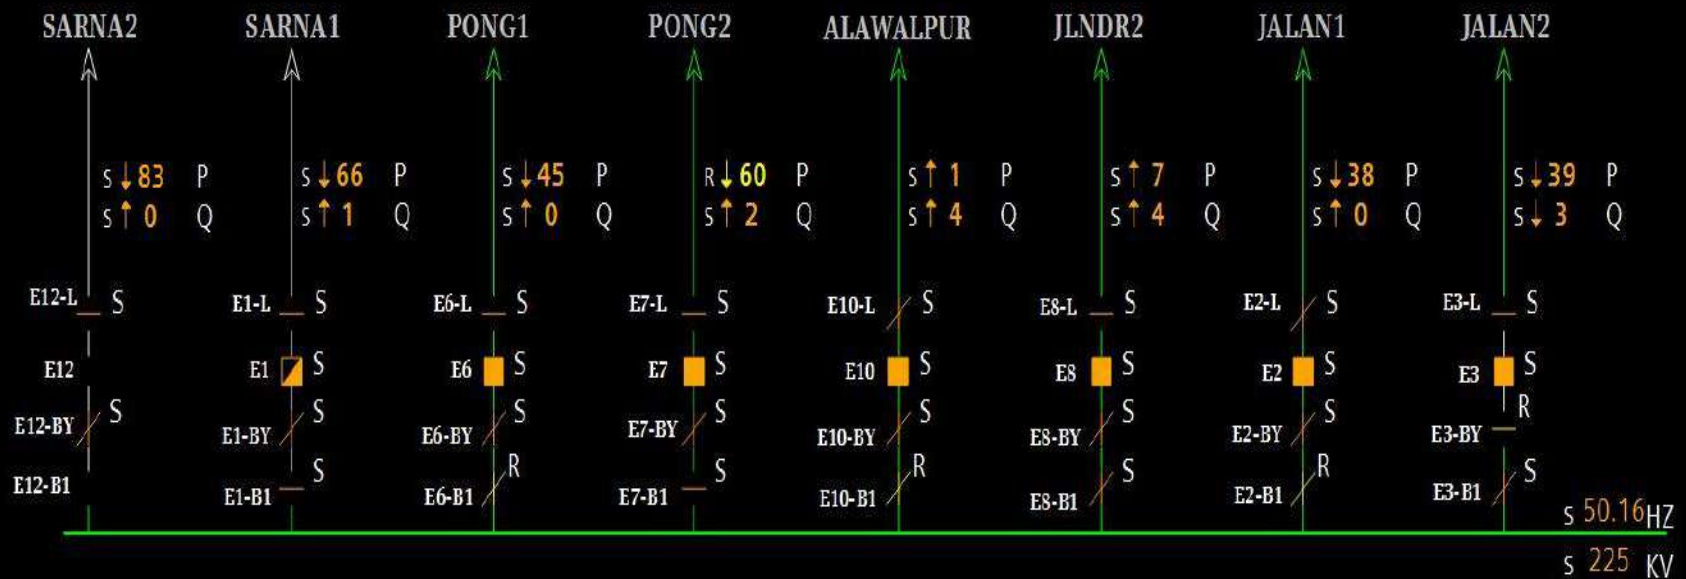 SARNA2 SARNA1 PONG1 PONG2 ALAWALPUR JLNDR2 JALAN1 JALAN2
S ↓ 83 P S ↓ 66 P S ↓ 45 P R ↓ 60 P S ↑ 1 P S ↑ 7 P S ↓ 38 P S ↓ 39 P
S ↑ 0 Q S ↑ 1 Q S ↑ 0 Q S ↑ 2 Q S ↑ 4 Q S ↑ 4 Q S ↑ 0 Q S ↓ 3 Q
E12-L S E1-L S E6-L S E7-L S E10-L S E8-L S E2-L S E3-L S
E12 E1 S E6 S E7 S E10 S E8 S E2 S E3 S
E12-BY S E1-BY S E6-BY S E7-BY S E10-BY S E8-BY S E2-BY S E3-BY R
E12-B1 E1-B1 S E6-B1 R E7-B1 S E10-B1 R E8-B1 S E2-B1 R E3-B1 S
S 50.16 HZ
S 225 KV